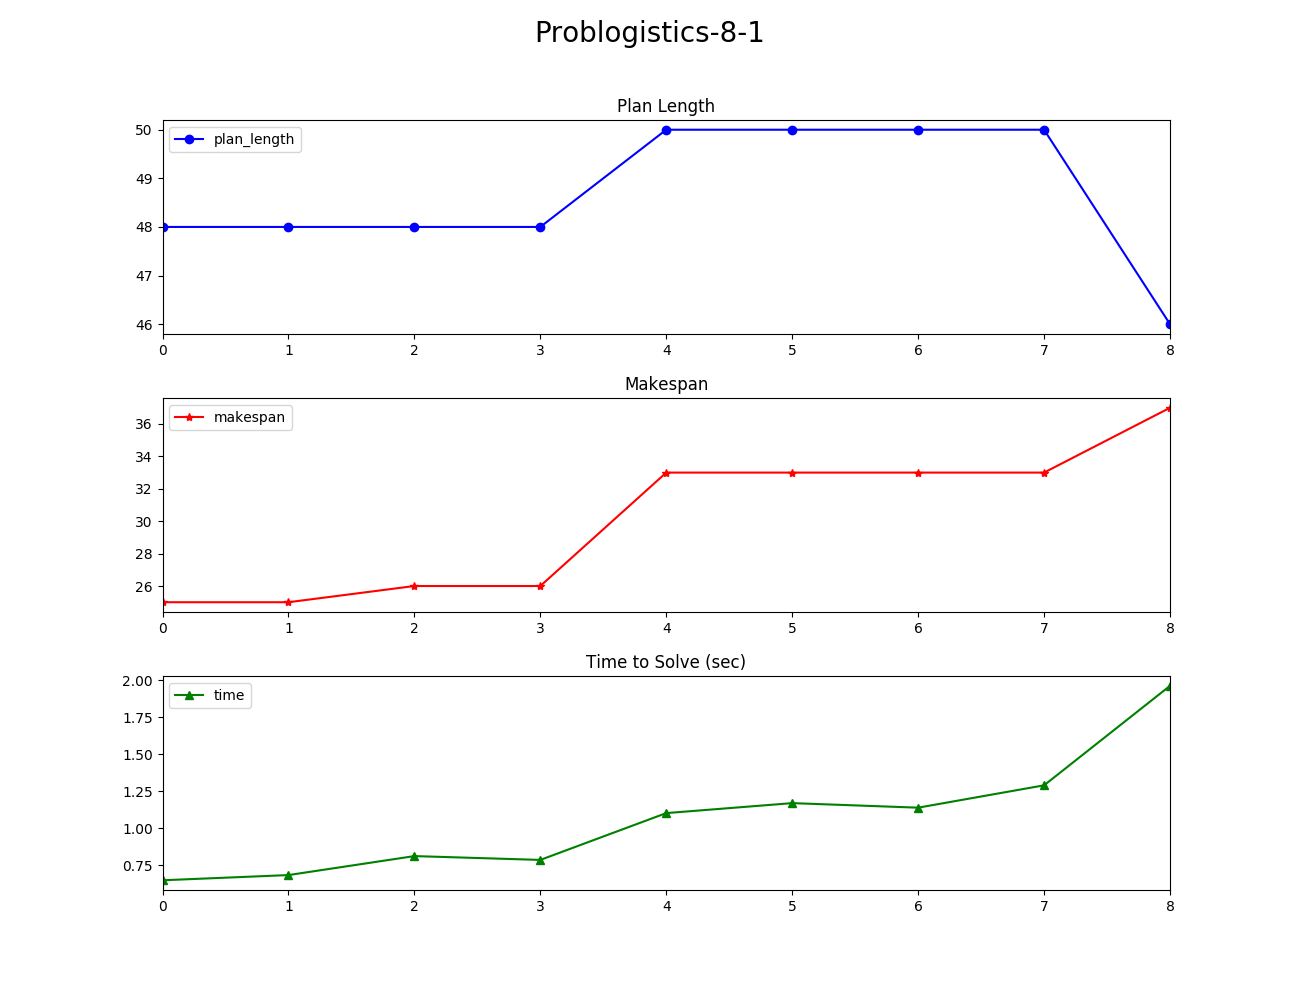 Problogistics-8-1
Plan Length
plan_length
50
49
48
47
46
0 1 2 3 4 5 6 7 8
Makespan
makespan
36
34
32
30
28
26
0 1 2 3 4 5 6 7 8
Time to Solve (sec)
time
2.00
1.75
1.50
1.25
1.00
0.75
0 1 2 3 4 5 6 7 8